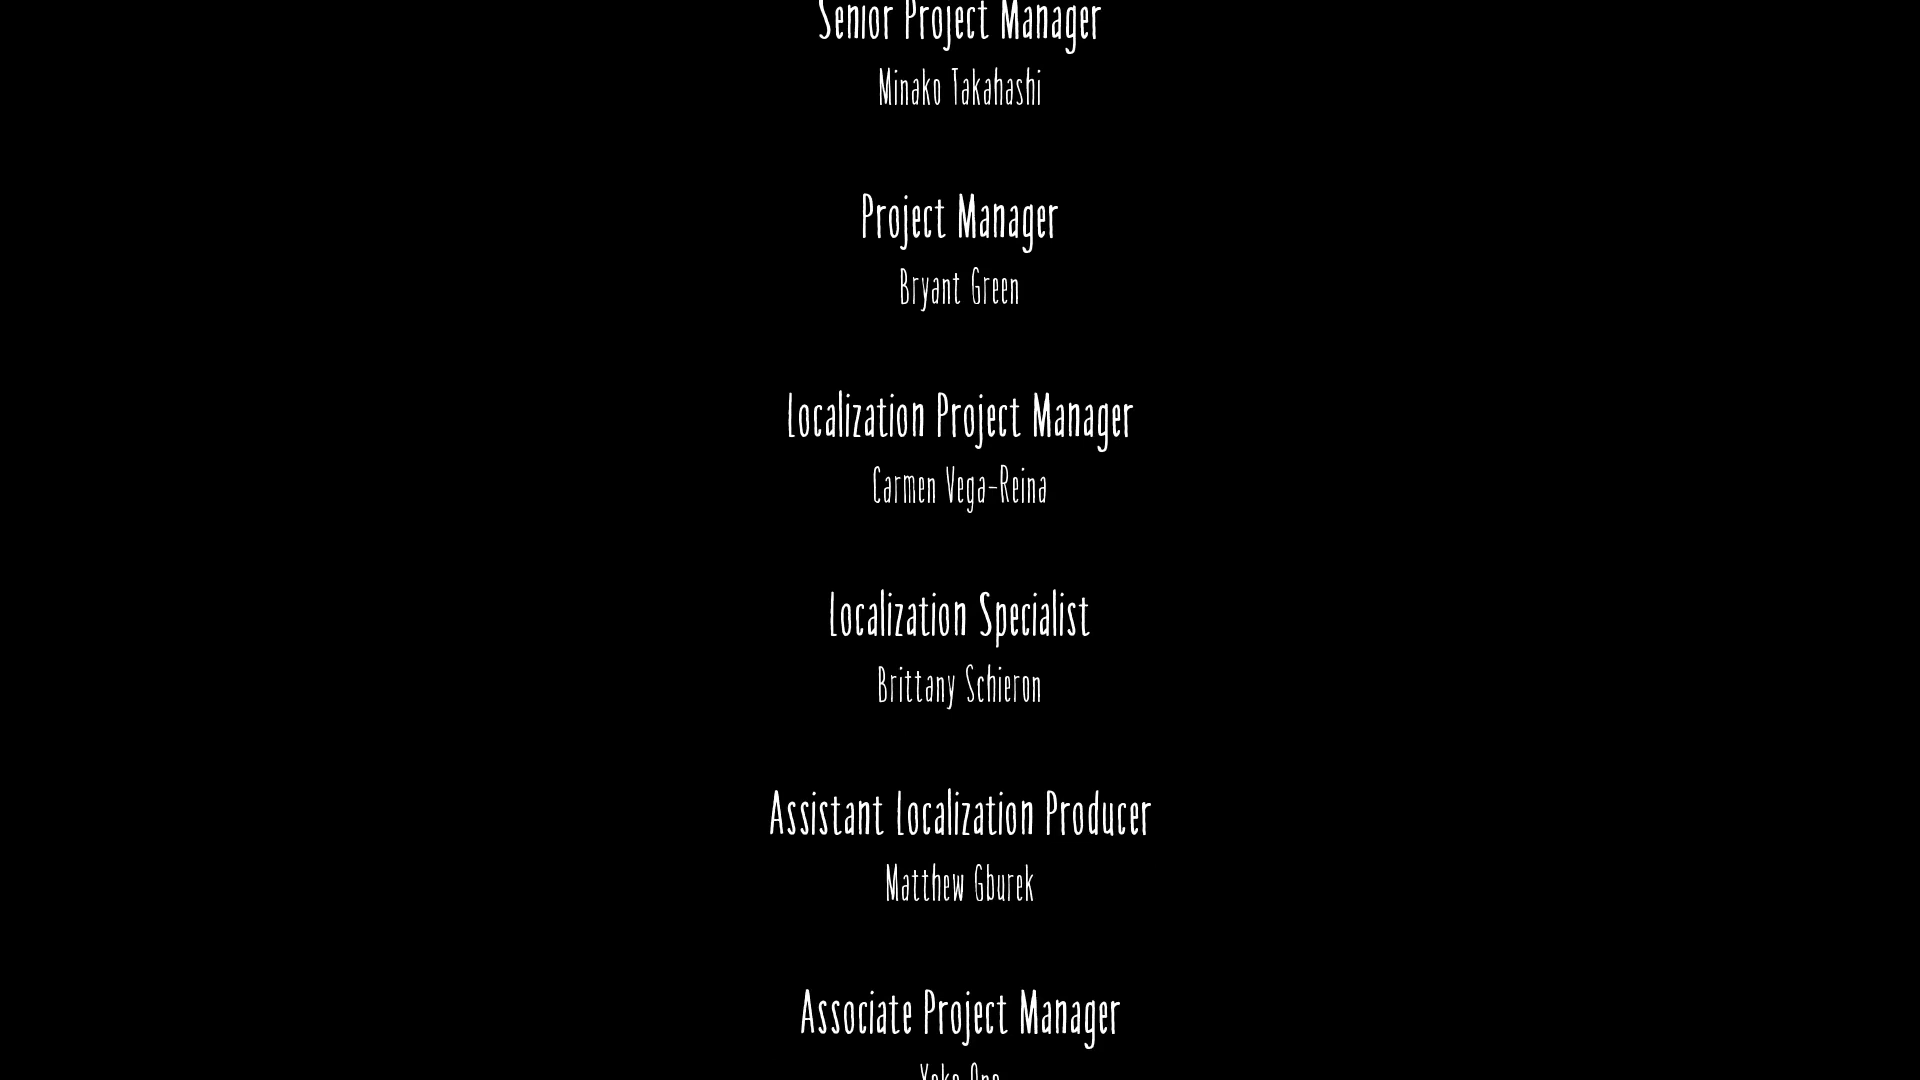 Senior Project Manager
Minako Takahashi
Project Manager
Bryant Green
Localization Project Manager
Carmen Vega-Reina
Localization Specialist
Brittany Schieron
Assistant Localization Producer
Matthew Gburek
Associate Project Manager